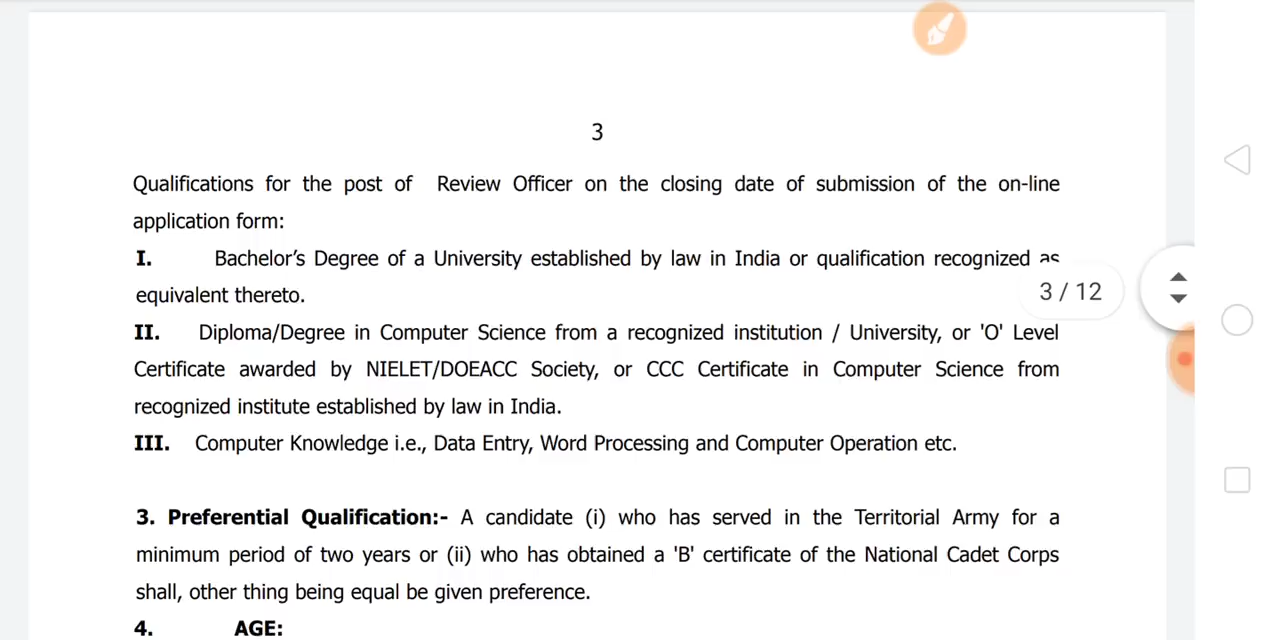 3
Qualifications for the post of Review Officer on the closing date of submission of the on-line
application form:
I. Bachelor's Degree of a University established by law in India or qualification recognized as
equivalent thereto.
3 / 12
II. Diploma/Degree in Computer Science from a recognized institution / University, or 'O' Level
Certificate awarded by NIELET/DOEACC Society, or CCC Certificate in Computer Science from
recognized institute established by law in India.
III. Computer Knowledge i.e., Data Entry, Word Processing and Computer Operation etc.
3. Preferential Qualification:- A candidate (i) who has served in the Territorial Army for a
minimum period of two years or (ii) who has obtained a 'B' certificate of the National Cadet Corps
shall, other thing being equal be given preference.
4. AGE: